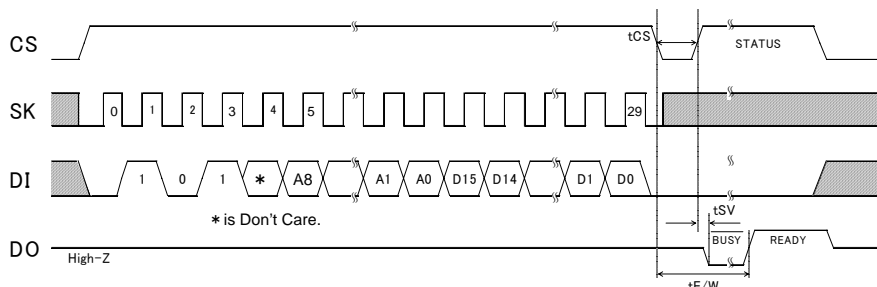 CS tCS STATUS
SK 0 1 2 3 4 5 29
DI 1 0 1 * A8 A1 A0 D15 D14 D1 D0
* is Don't Care.
tSV
DO High-Z BUSY READY
tE/W